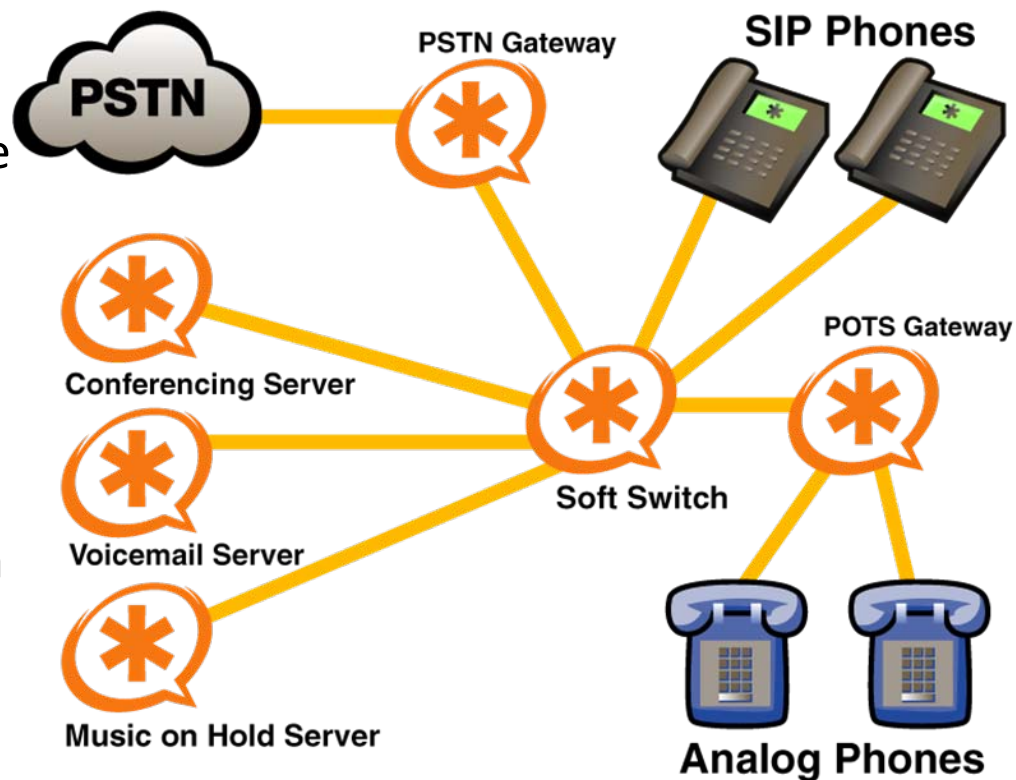 PSTN Gateway
SIP Phones
PSTN
e
POTS Gateway
Conferencing Server
Soft Switch
Voicemail Server
Music on Hold Server
Analog Phones